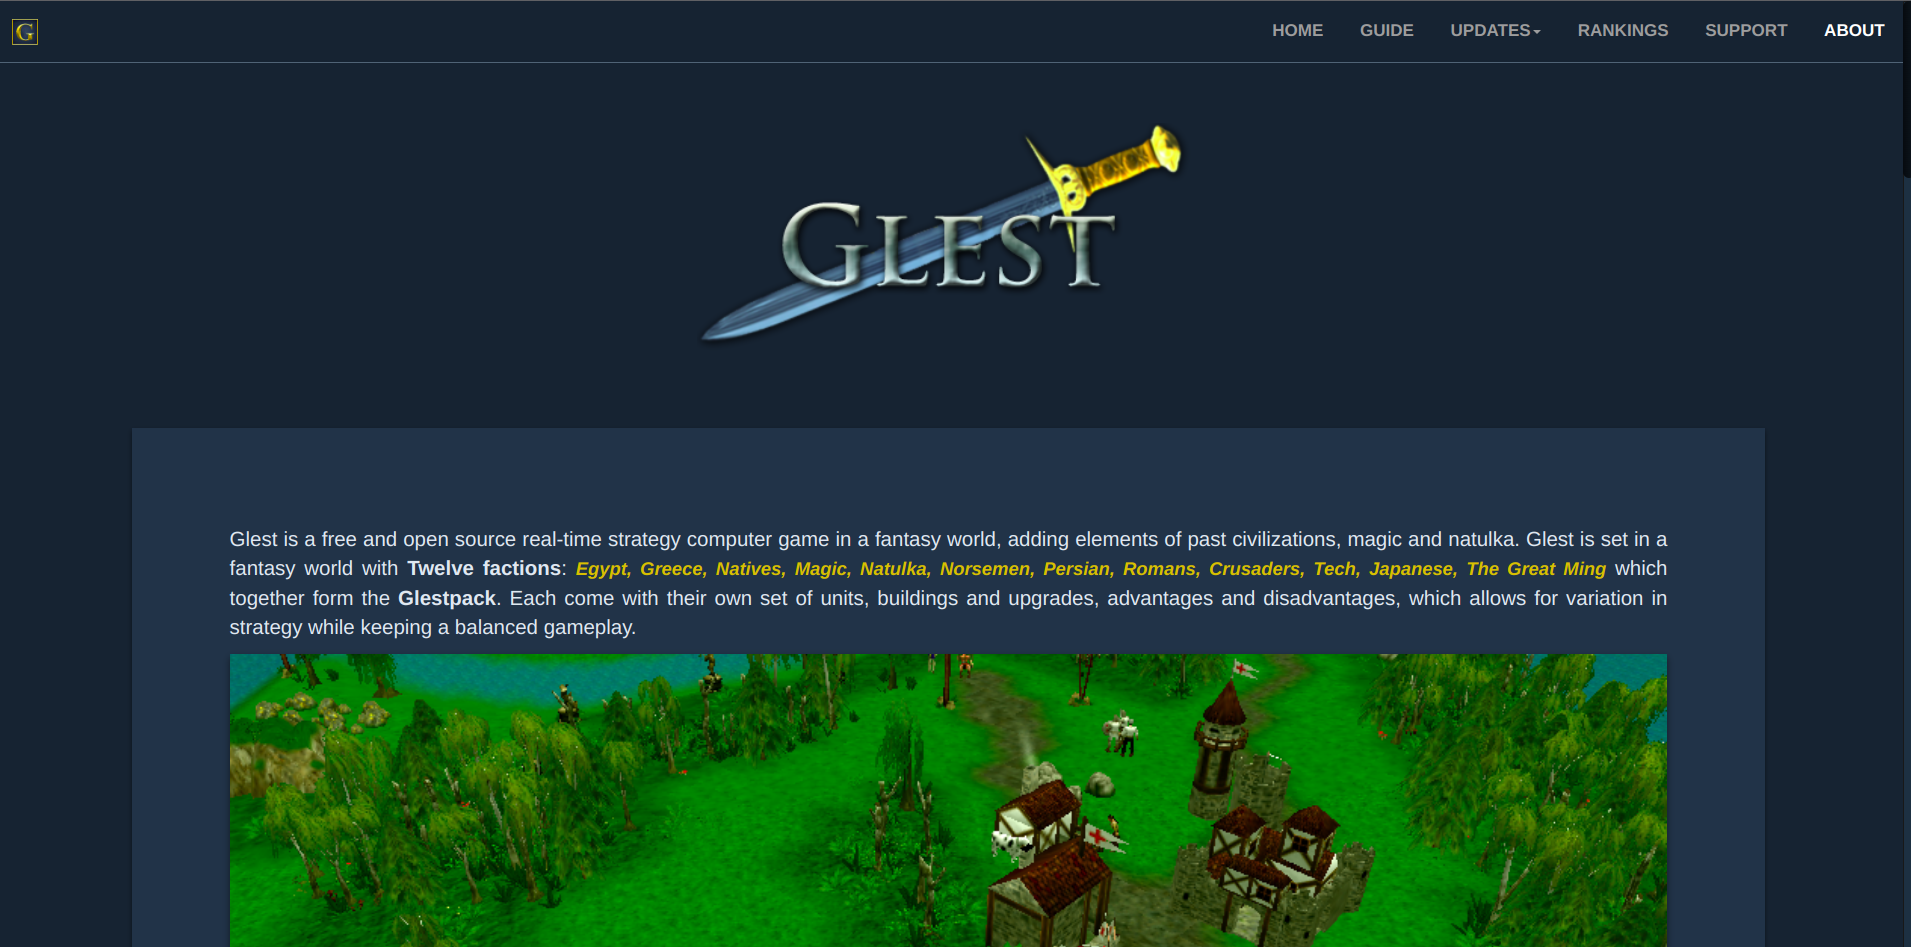 G
HOME GUIDE UPDATES RANKINGS SUPPORT ABOUT
GLEST
Glest is a free and open source real-time strategy computer game in a fantasy world, adding elements of past civilizations, magic and natulka. Glest is set in a
fantasy world with Twelve factions: Egypt, Greece, Natives, Magic, Natulka, Norsemen, Persian, Romans, Crusaders, Tech, Japanese, The Great Ming which
together form the Glestpack. Each come with their own set of units, buildings and upgrades, advantages and disadvantages, which allows for variation in
strategy while keeping a balanced gameplay.